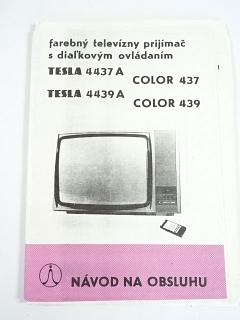 farebný televízny prijímač
s diaľkovým ovládaním
TESLA 4437 A
COLOR 437
TESLA 4439 A
COLOR 439
NÁVOD NA OBSLUHU